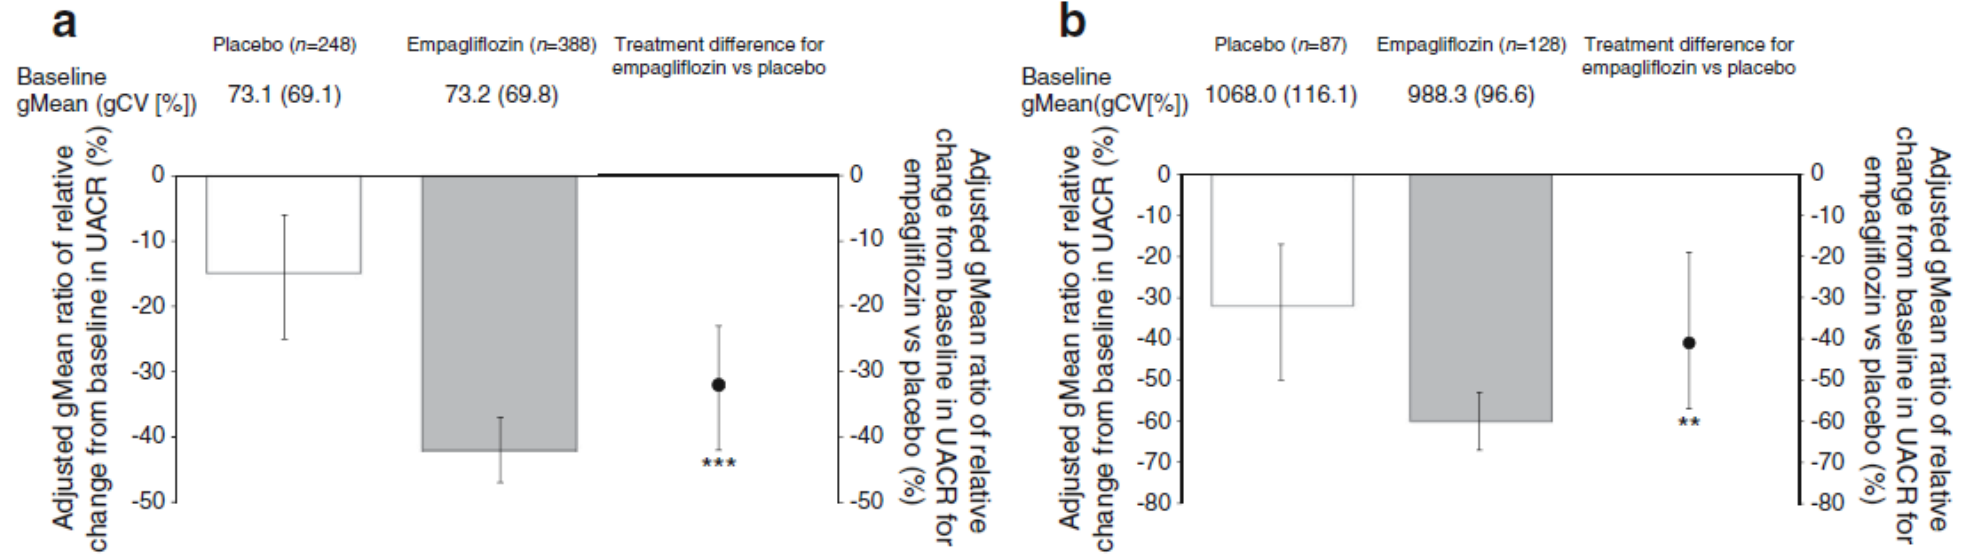 a
Placebo (n=248)
Empagliflozin (n=388)
Treatment difference for
empagliflozin vs placebo
Baseline
gMean (gCV [%])
73.1 (69.1)
73.2 (69.8)
Adjusted gMean ratio of relative
change from baseline in UACR (%)
0
-10
-20
-30
-40
-50
***
0
-10
-20
-30
-40
-50
Adjusted gMean ratio of relative
change from baseline in UACR for
empagliflozin vs placebo (%)
b
Placebo (n=87)
Empagliflozin (n=128)
Treatment difference for
empagliflozin vs placebo
Baseline
gMean(gCV[%])
1068.0 (116.1)
988.3 (96.6)
Adjusted gMean ratio of relative
change from baseline in UACR (%)
0
-10
-20
-30
-40
-50
-60
-70
-80
**
0
-10
-20
-30
-40
-50
-60
-70
-80
Adjusted gMean ratio of relative
change from baseline in UACR for
empagliflozin vs placebo (%)